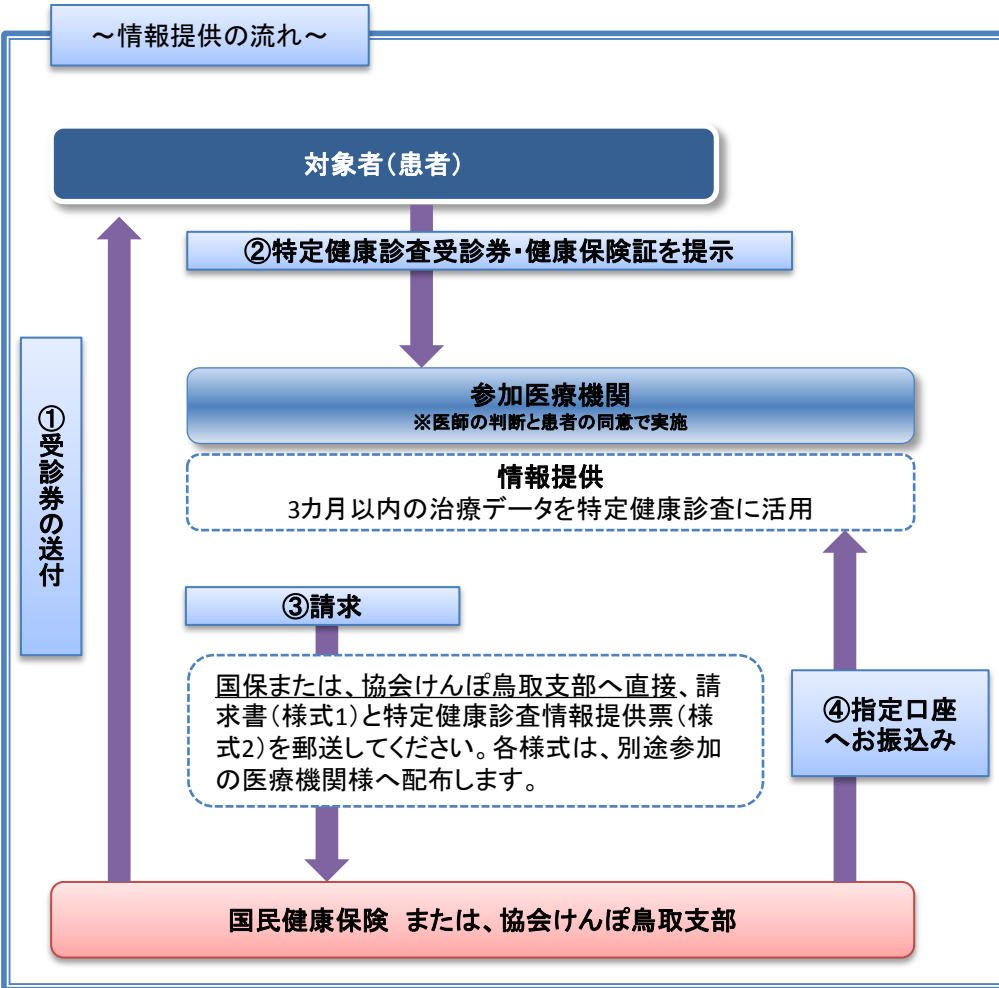 ～情報提供の流れ～
対象者（患者）
②特定健康診査受診券・健康保険証を提示
①受診券の送付
参加医療機関
※医師の判断と患者の同意で実施
情報提供
3カ月以内の治療データを特定健康診査に活用
③請求
国保または、協会けんぽ鳥取支部へ直接、請
求書（様式1）と特定健康診査情報提供票（様
式2）を郵送してください。各様式は、別途参加
の医療機関様へ配布します。
④指定口座
へお振込み
国民健康保険 または、協会けんぽ鳥取支部